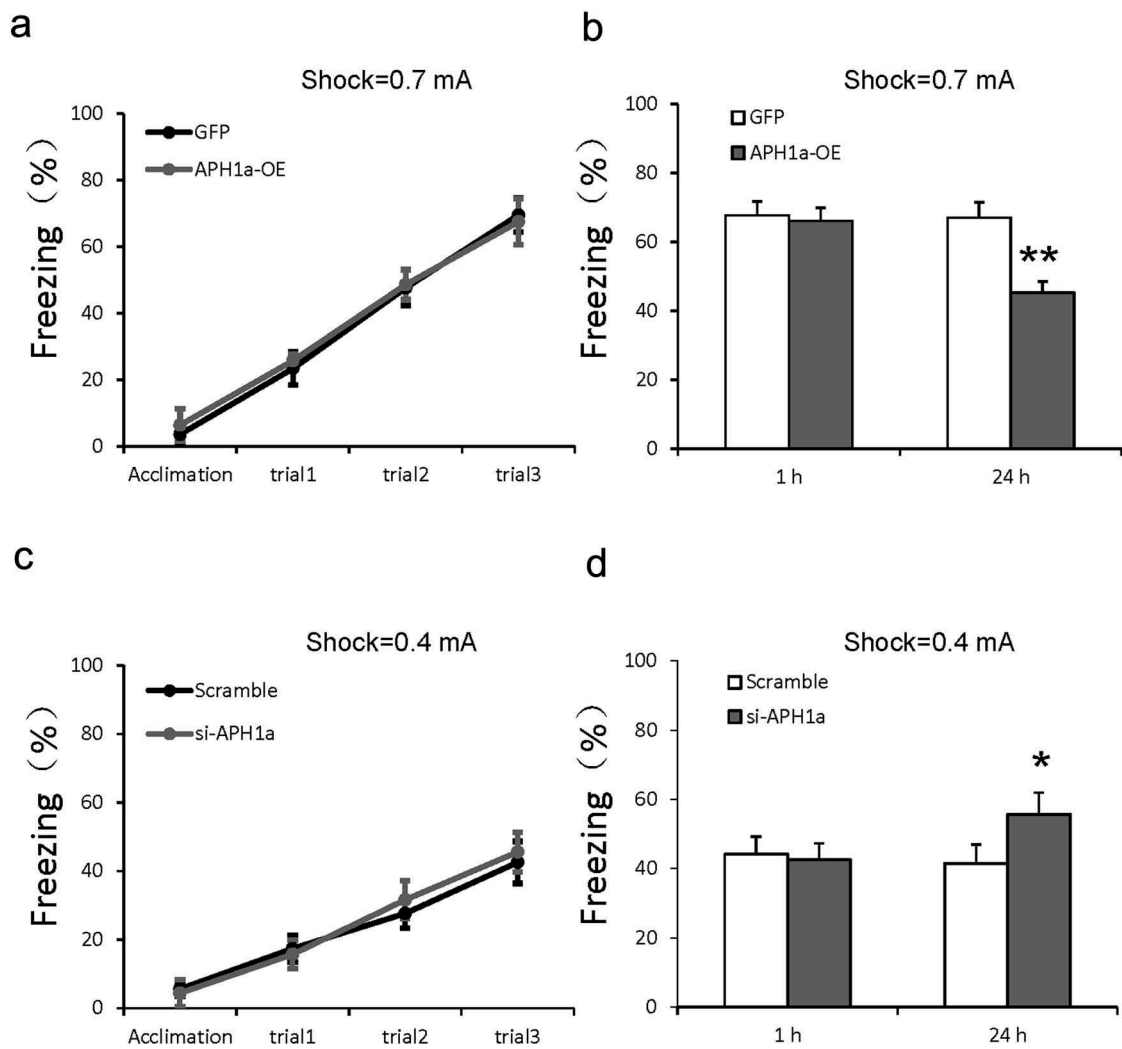 a
Shock=0.7 mA
GFP
APH1a-OE
Freezing （%）
100
80
60
40
20
0
Acclimation trial1 trial2 trial3
b
Shock=0.7 mA
GFP
APH1a-OE
Freezing （%）
100
80
60
40
20
0
**
1 h 24 h
c
Shock=0.4 mA
Scramble
si-APH1a
Freezing （%）
100
80
60
40
20
0
Acclimation trial1 trial2 trial3
d
Shock=0.4 mA
Scramble
si-APH1a
Freezing （%）
100
80
60
40
20
0
*
1 h 24 h